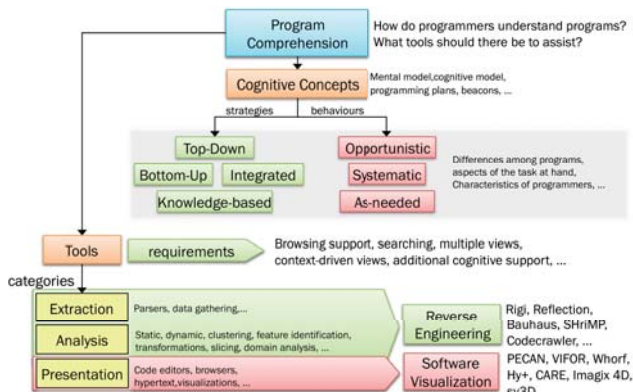 Program
Comprehension
How do programmers understand programs?
What tools should there be to assist?
Cognitive Concepts
Mental model,cognitive model,
programming plans, beacons, ...
strategies
behaviours
Top-Down
Bottom-Up
Integrated
Knowledge-based
Opportunistic
Systematic
As-needed
Differences among programs,
aspects of the task at hand,
Characteristics of programmers, ...
Tools
requirements
Browsing support, searching, multiple views,
context-driven views, additional cognitive support, ...
categories
Extraction
Parsers, data gathering,...
Analysis
Static, dynamic, clustering, feature identification,
transformations, slicing, domain analysis, ...
Presentation
Code editors, browsers,
hypertext,visualizations, ...
Reverse
Engineering
Rigi, Reflection,
Bauhaus, SHriMP,
Codecrawler, ...
Software
Visualization
PECAN, VIFOR, Whorf,
Hy+, CARE, Imagix 4D,
sv3D